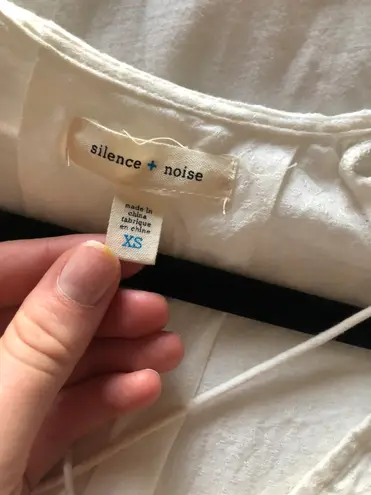 silence + noise
made in
china
fabriqué
en chine
XS